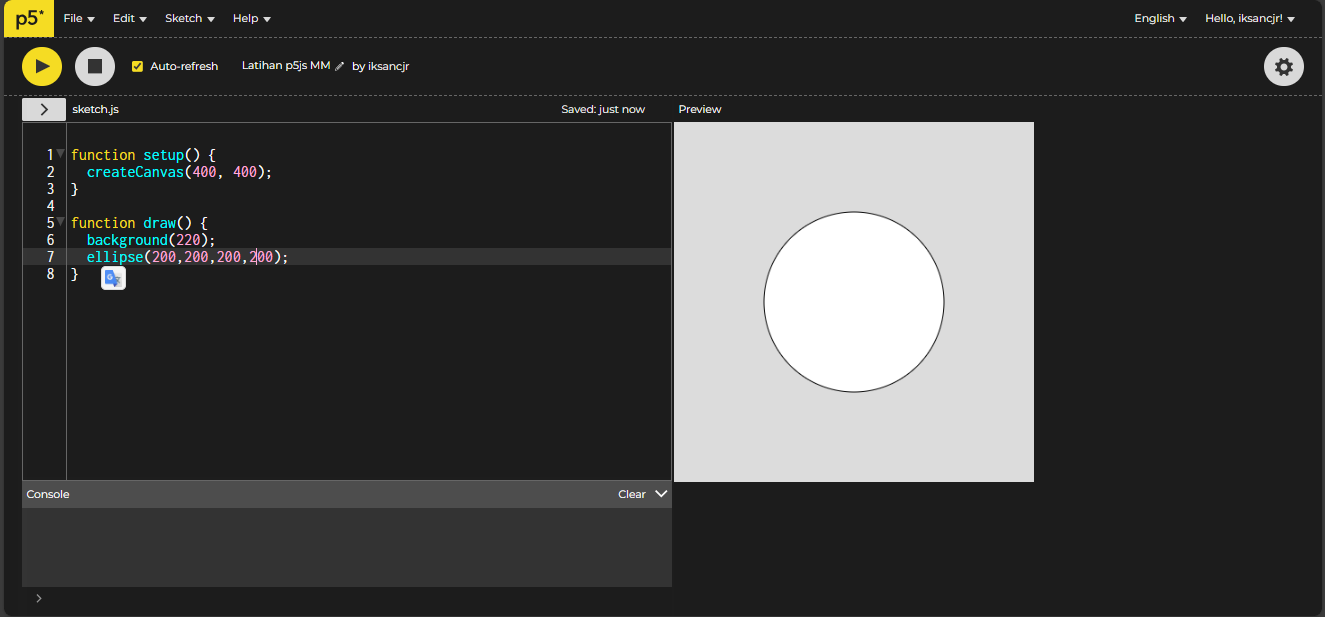 p5* File Edit Sketch Help English Hello, iksancjr!
Auto-refresh Latihan p5js MM by iksancjr
> sketch.js Saved: just now Preview
1 function setup() {
2   createCanvas(400, 400);
3 }
4
5 function draw() {
6   background(220);
7   ellipse(200,200,200,200);
8 }
Console Clear
>